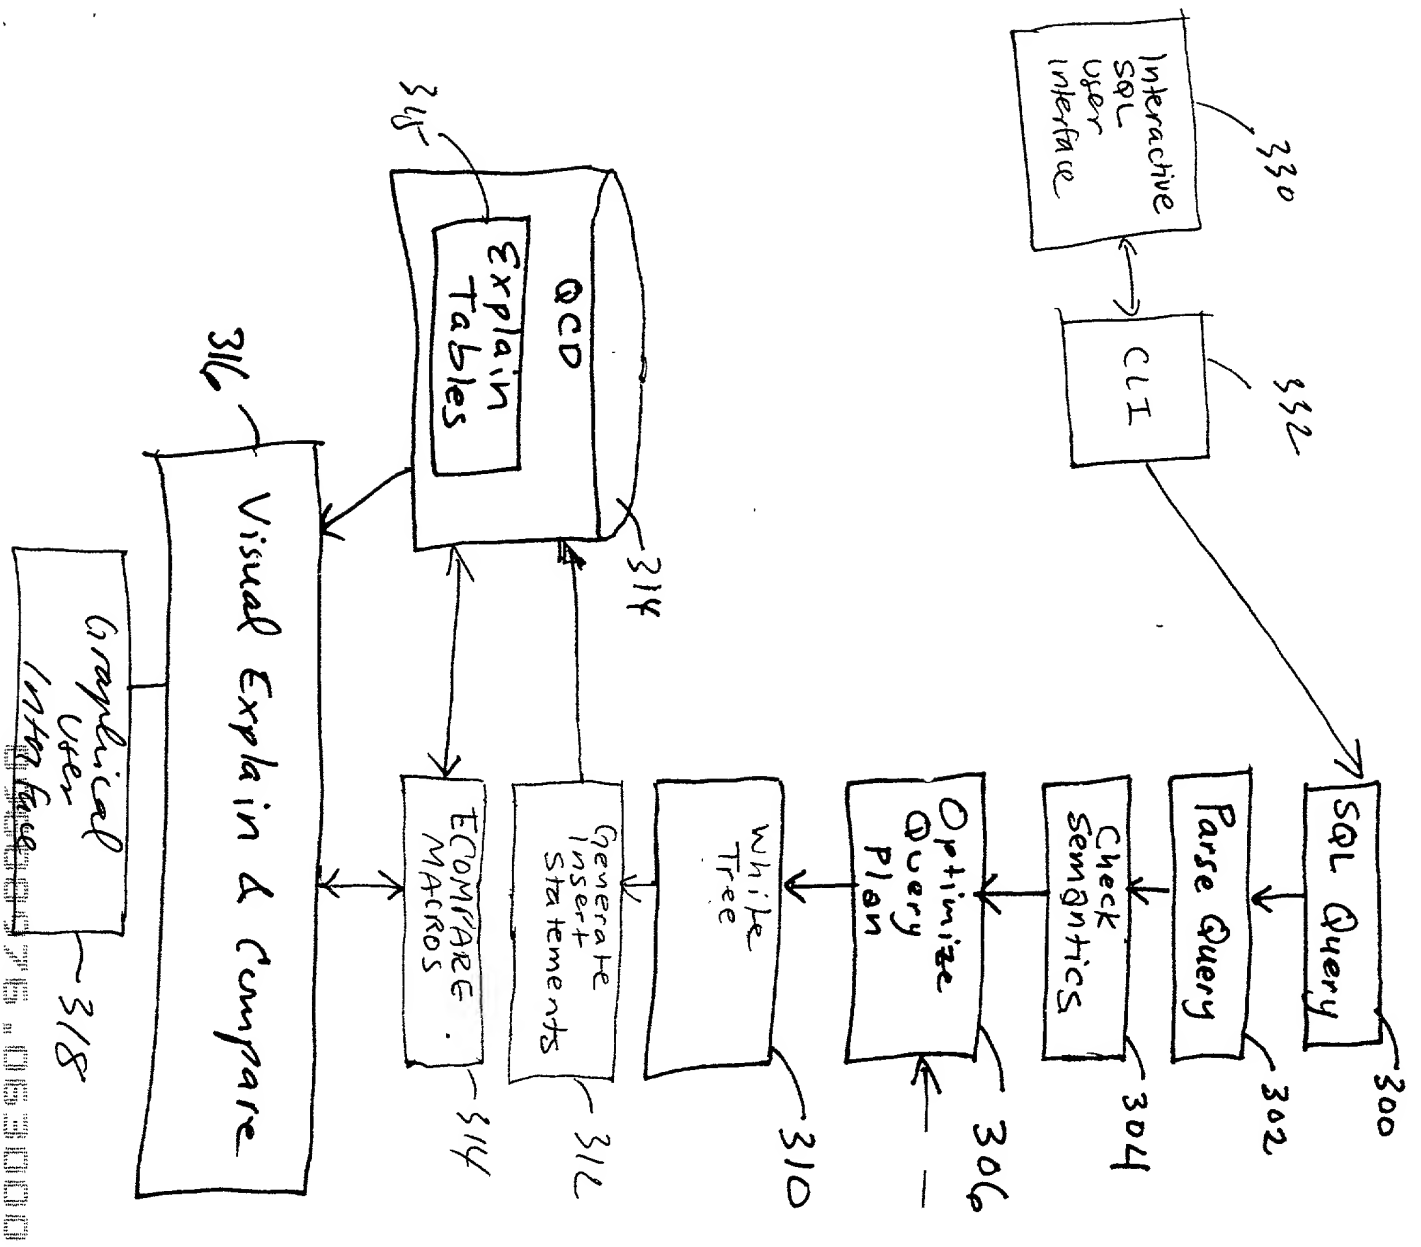 Interactive
SQL
User
Interface
330
CLI
332
SQL Query
300
Parse Query
302
Check
Semantics
304
Optimize
Query
Plan
306
White
Tree
310
Generate
Insert
Statements
312
QCD
314
Explain
Tables
315
ECOMPARE
MACROS
314
Visual Explain & Compare
316
Graphical
User
Interface
318